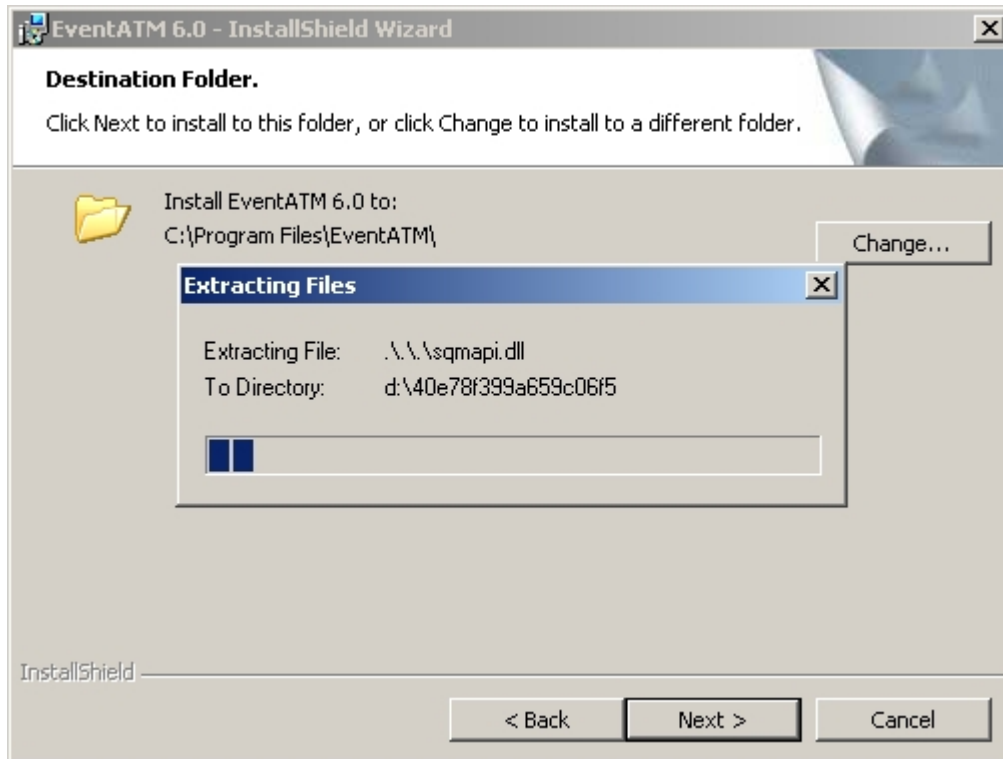 EventATM 6.0 - InstallShield Wizard
Destination Folder.
Click Next to install to this folder, or click Change to install to a different folder.
Install EventATM 6.0 to:
C:\Program Files\EventATM\
Change...
Extracting Files
Extracting File: .\.\.\sqmapi.dll
To Directory: d:\40e78f399a659c06f5
InstallShield
< Back Next > Cancel